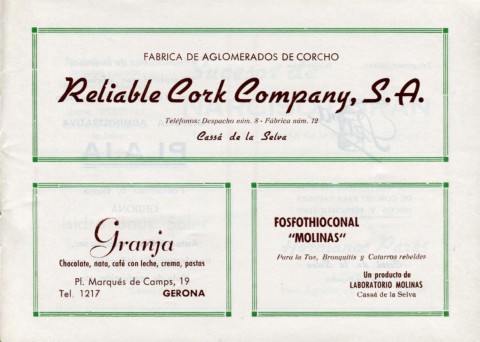 FABRICA DE AGLOMERADOS DE CORCHO
Reliable Cork Company, S.A.
Teléfonos: Despacho núm. 8 - Fábrica núm. 12
Cassá de la Selva
Granja
Chocolate, nata, café con leche, crema, pastas
Pl. Marqués de Camps, 19
Tel. 1217 GERONA
FOSFOTHIOCONAL
"MOLINAS"
Para la Tos, Bronquitis y Catarros rebeldes
Un producto de
LABORATORIO MOLINAS
Cassá de la Selva